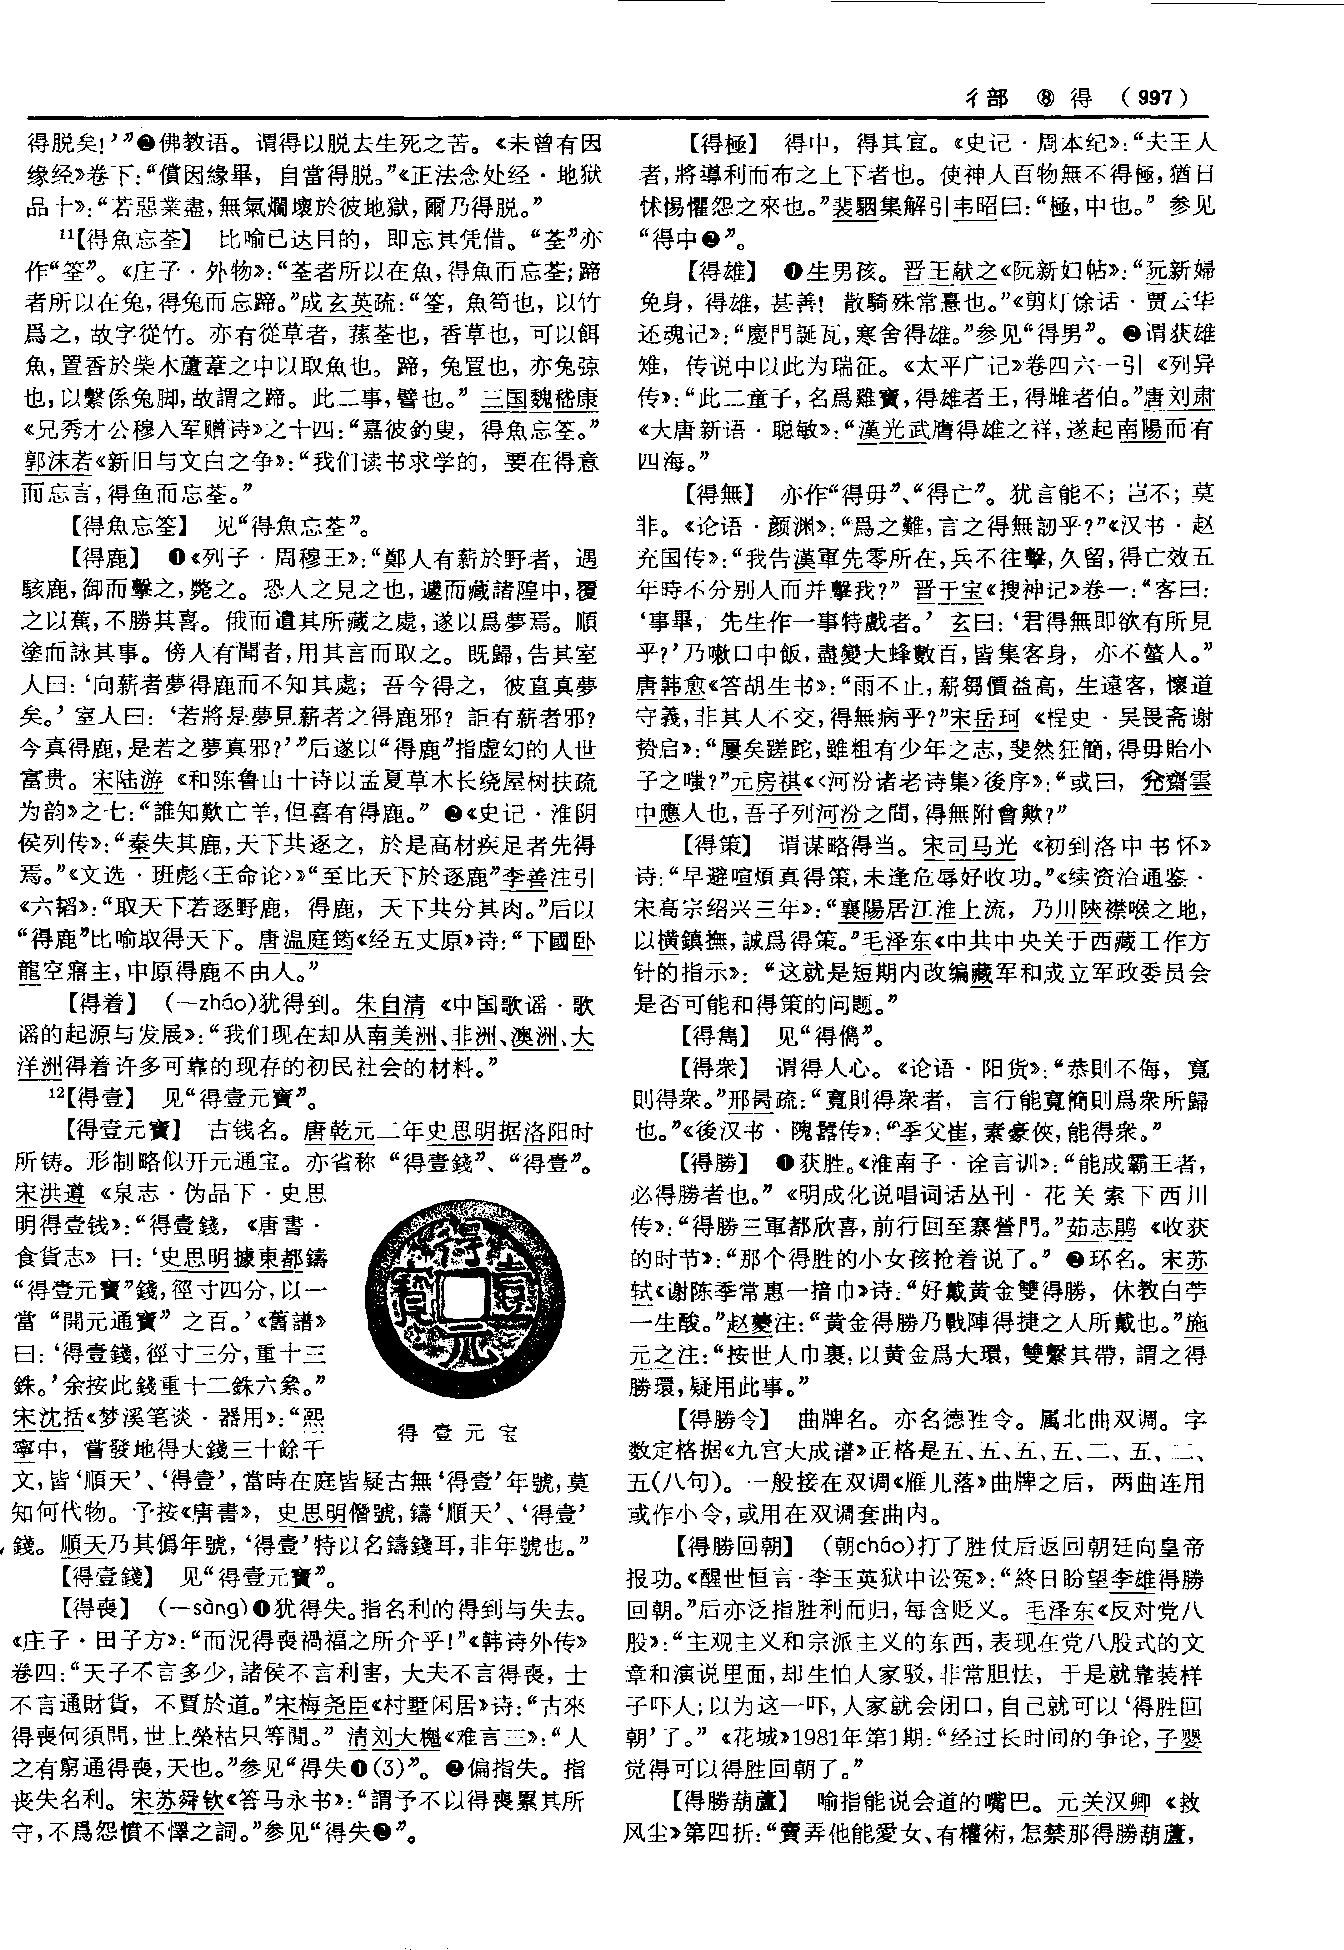 彳部 ⑧ 得 (997)
得脱矣!’”❷佛教语。谓得以脱去生死之苦。《未曾有因
缘经》卷下:“儻因緣畢，自當得脱。”《正法念处经·地狱
品十》:“若惡業盡,無氣爛壞於彼地獄,爾乃得脱。”
11【得魚忘荃】 比喻已达目的，即忘其凭借。“荃”亦
作“筌”。《庄子·外物》:“荃者所以在魚,得魚而忘荃;蹄
者所以在兔,得兔而忘蹄。”成玄英疏:“筌，魚笱也，以竹
爲之，故字從竹。亦有從草者，蓀荃也，香草也，可以餌
魚,置香於柴木蘆葦之中以取魚也。蹄，兔罝也，亦兔弶
也,以繫係兔脚,故謂之蹄。此二事,譬也。” 三国魏嵇康
《兄秀才公穆入军赠诗》之十四:“嘉彼釣叟，得魚忘筌。”
郭沫若《新旧与文白之争》:“我们读书求学的，要在得意
而忘言,得鱼而忘荃。”
【得魚忘筌】 见“得魚忘荃”。
【得鹿】 ❶《列子·周穆王》:“鄭人有薪於野者，遇
駭鹿,御而擊之,斃之。恐人之見之也,遽而藏諸隍中,覆
之以蕉,不勝其喜。俄而遺其所藏之處,遂以爲夢焉。順
塗而詠其事。傍人有聞者,用其言而取之。既歸,告其室
人曰:‘向薪者夢得鹿而不知其處；吾今得之，彼直真夢
矣。’室人曰:‘若將是夢見薪者之得鹿邪？詎有薪者邪？
今真得鹿,是若之夢真邪?’”后遂以“得鹿”指虚幻的人世
富贵。宋陆游《和陈鲁山十诗以孟夏草木长绕屋树扶疏
为韵》之七:“誰知歎亡羊,但喜有得鹿。” ❷《史记·淮阴
侯列传》:“秦失其鹿,天下共逐之，於是高材疾足者先得
焉。”《文选·班彪〈王命论〉》“至比天下於逐鹿”李善注引
《六韬》:“取天下若逐野鹿，得鹿，天下共分其肉。”后以
“得鹿”比喻取得天下。唐温庭筠《经五丈原》诗:“下國卧
龍空寤主,中原得鹿不由人。”
【得着】 (—zháo)犹得到。朱自清《中国歌谣·歌
谣的起源与发展》:“我们现在却从南美洲、非洲、澳洲、大
洋洲得着许多可靠的现存的初民社会的材料。”
12【得壹】 见“得壹元寶”。
【得壹元寶】 古钱名。唐乾元二年史思明据洛阳时
所铸。形制略似开元通宝。亦省称“得壹錢”、“得壹”。
宋洪遵《泉志·伪品下·史思
明得壹钱》:“得壹錢，《唐書·
食貨志》曰:‘史思明據東都鑄
“得壹元寶”錢,徑寸四分,以一
當“開元通寶”之百。’《舊譜》
曰:‘得壹錢,徑寸三分,重十三
銖。’余按此錢重十二銖六絫。”
宋沈括《梦溪笔谈·器用》:“熙
寧中，嘗發地得大錢三十餘千
得壹元宝
得壹元寶
文,皆‘順天’、‘得壹’,當時在庭皆疑古無‘得壹’年號,莫
知何代物。予按《唐書》，史思明僭號,鑄‘順天’、‘得壹’
錢。順天乃其僞年號,‘得壹’特以名鑄錢耳,非年號也。”
【得壹錢】 见“得壹元寶”。
【得喪】 (—sàng)❶犹得失。指名利的得到与失去。
《庄子·田子方》:“而況得喪禍福之所介乎!”《韩诗外传》
卷四:“天子不言多少,諸侯不言利害，大夫不言得喪，士
不言通財貨，不賈於道。”宋梅尧臣《村墅闲居》诗:“古來
得喪何須問,世上榮枯只等閒。” 清刘大櫆《难言三》:“人
之有窮通得喪,天也。”参见“得失❶(3)”。❷偏指失。指
丧失名利。宋苏舜钦《答马永书》:“謂予不以得喪累其所
守,不爲怨憤不懌之詞。”参见“得失❷”。
【得極】 得中，得其宜。《史记·周本纪》:“夫王人
者,將導利而布之上下者也。使神人百物無不得極,猶日
怵惕懼怨之來也。”裴駰集解引韦昭曰:“極,中也。” 参见
“得中❷”。
【得雄】 ❶生男孩。晋王献之《阮新妇帖》:“阮新婦
免身，得雄，甚善! 散騎殊常憙也。”《剪灯馀话·贾云华
还魂记》:“慶門誕瓦,寒舍得雄。”参见“得男”。❷谓获雄
雉，传说中以此为瑞征。《太平广记》卷四六一引《列异
传》:“此二童子,名爲雞寶,得雄者王,得雌者伯。”唐刘肃
《大唐新语·聪敏》:“漢光武膺得雄之祥,遂起南陽而有
四海。”
【得無】 亦作“得毋”、“得亡”。犹言能不；岂不；莫
非。《论语·颜渊》:“爲之難,言之得無訒乎?”《汉书·赵
充国传》:“我告漢軍先零所在,兵不往擊,久留,得亡效五
年時不分别人而并擊我?” 晋干宝《搜神记》卷一:“客曰:
‘事畢，先生作一事特戲者。’玄曰:‘君得無即欲有所見
乎?’乃嗽口中飯,盡變大蜂數百,皆集客身，亦不螫人。”
唐韩愈《答胡生书》:“雨不止,薪芻價益高，生遠客，懷道
守義,非其人不交,得無病乎?”宋岳珂《桯史·吴畏斋谢
贽启》:“屢矣蹉跎,雖粗有少年之志,斐然狂簡,得毋貽小
子之嗤?”元房祺《〈河汾诸老诗集〉後序》:“或曰，兊齋雲
中應人也,吾子列河汾之間,得無附會歟?”
【得策】 谓谋略得当。宋司马光《初到洛中书怀》
诗:“早避喧煩真得策,未逢危辱好收功。”《续资治通鉴·
宋高宗绍兴三年》:“襄陽居江淮上流，乃川陝襟喉之地，
以横鎮撫,誠爲得策。”毛泽东《中共中央关于西藏工作方
针的指示》:“这就是短期内改编藏军和成立军政委员会
是否可能和得策的问题。”
【得雋】 见“得儁”。
【得衆】 谓得人心。《论语·阳货》:“恭則不侮，寬
則得衆。”邢昺疏:“寬則得衆者，言行能寬簡則爲衆所歸
也。”《後汉书·隗嚣传》:“季父崔,素豪俠,能得衆。”
【得勝】 ❶获胜。《淮南子·诠言训》:“能成霸王者，
必得勝者也。”《明成化说唱词话丛刊·花关索下西川
传》:“得勝三軍都欣喜,前行回至寨營門。”茹志鹃《收获
的时节》:“那个得胜的小女孩抢着说了。” ❷环名。宋苏
轼《谢陈季常惠一揞巾》诗:“好戴黄金雙得勝，休教白苧
一生酸。”赵夔注:“黄金得勝乃戰陣得捷之人所戴也。”施
元之注:“按世人巾裹,以黄金爲大環，雙繫其帶，謂之得
勝環,疑用此事。”
【得勝令】 曲牌名。亦名德胜令。属北曲双调。字
数定格据《九宫大成谱》正格是五、五、五、五、二、五、二、
五(八句)。一般接在双调《雁儿落》曲牌之后，两曲连用
或作小令,或用在双调套曲内。
【得勝回朝】 (朝cháo)打了胜仗后返回朝廷向皇帝
报功。《醒世恒言·李玉英狱中讼冤》:“終日盼望李雄得勝
回朝。”后亦泛指胜利而归,每含贬义。毛泽东《反对党八
股》:“主观主义和宗派主义的东西,表现在党八股式的文
章和演说里面,却生怕人家驳,非常胆怯，于是就靠装样
子吓人;以为这一吓,人家就会闭口,自己就可以‘得胜回
朝’了。”《花城》1981年第1期:“经过长时间的争论,子婴
觉得可以得胜回朝了。”
【得勝葫蘆】 喻指能说会道的嘴巴。元关汉卿《救
风尘》第四折:“賣弄他能愛女、有權術,怎禁那得勝葫蘆,